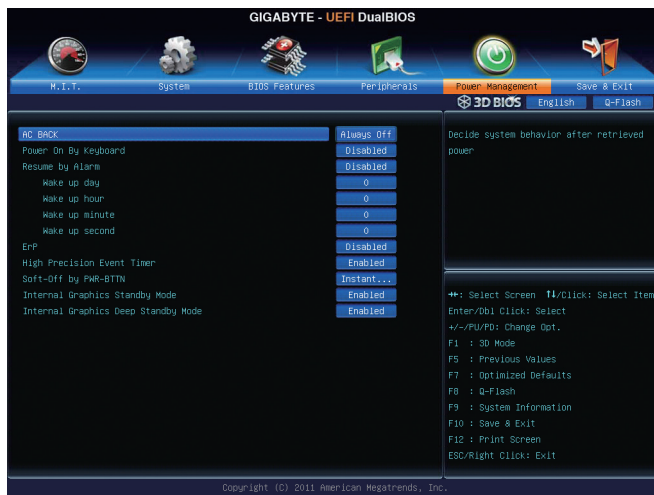 GIGABYTE - UEFI DualBIOS
M.I.T. System BIOS Features Peripherals Power Management Save & Exit
3D BIOS English Q-Flash
AC BACK Always Off
Power On By Keyboard Disabled
Resume by Alarm Disabled
Wake up day 0
Wake up hour 0
Wake up minute 0
Wake up second 0
ErP Disabled
High Precision Event Timer Enabled
Soft-Off by PWR-BTTN Instant...
Internal Graphics Standby Mode Enabled
Internal Graphics Deep Standby Mode Enabled
Decide system behavior after retrieved
power
→←: Select Screen ↑↓/Click: Select Item
Enter/Dbl Click: Select
+/-/PU/PD: Change Opt.
F1 : 3D Mode
F5 : Previous Values
F7 : Optimized Defaults
F8 : Q-Flash
F9 : System Information
F10 : Save & Exit
F12 : Print Screen
ESC/Right Click: Exit
Copyright (C) 2011 American Megatrends, Inc.